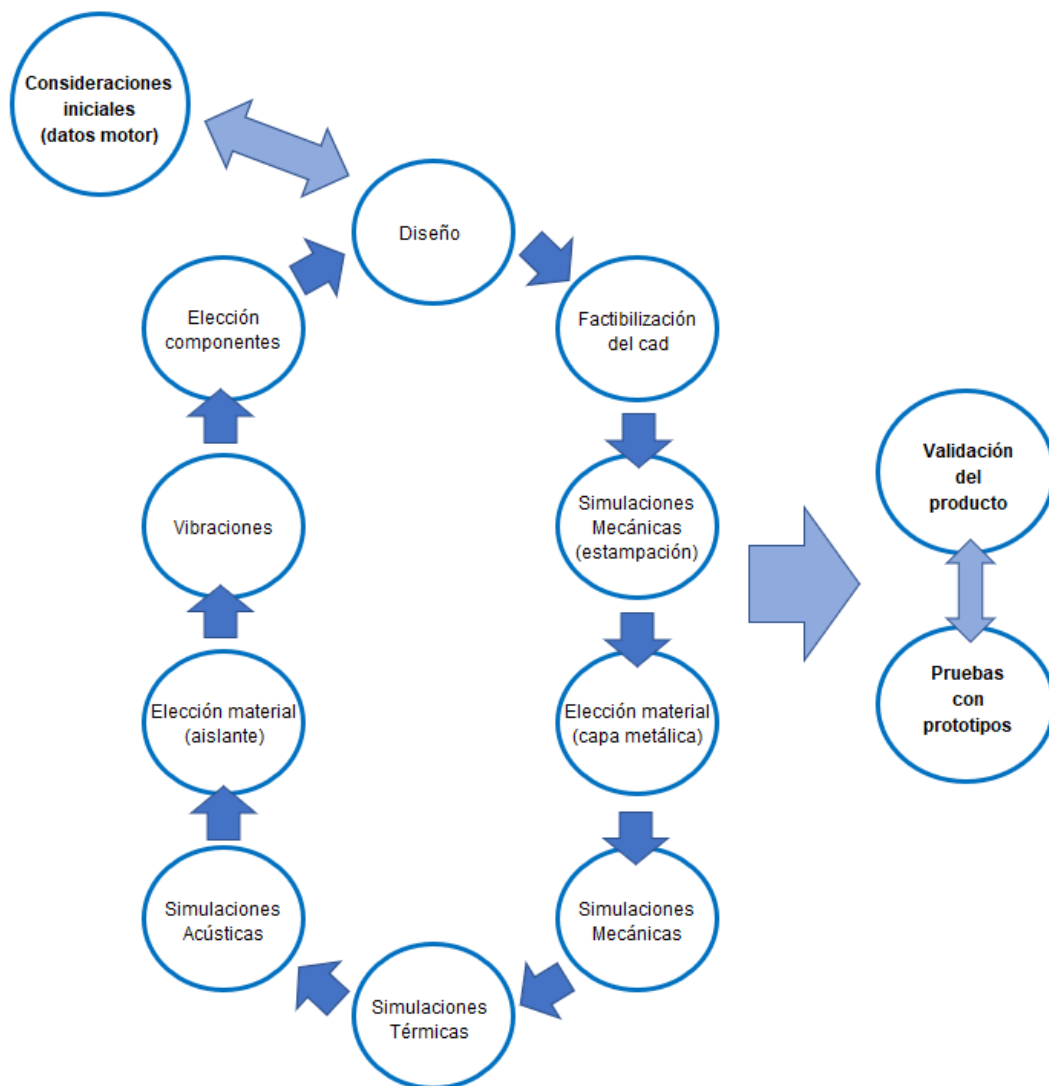 Consideraciones
iniciales
(datos motor)
Diseño
Factibilización
del cad
Simulaciones
Mecánicas
(estampación)
Elección material
(capa metálica)
Simulaciones
Mecánicas
Simulaciones
Térmicas
Simulaciones
Acústicas
Elección material
(aislante)
Vibraciones
Elección
componentes
Validación
del
producto
Pruebas
con
prototipos